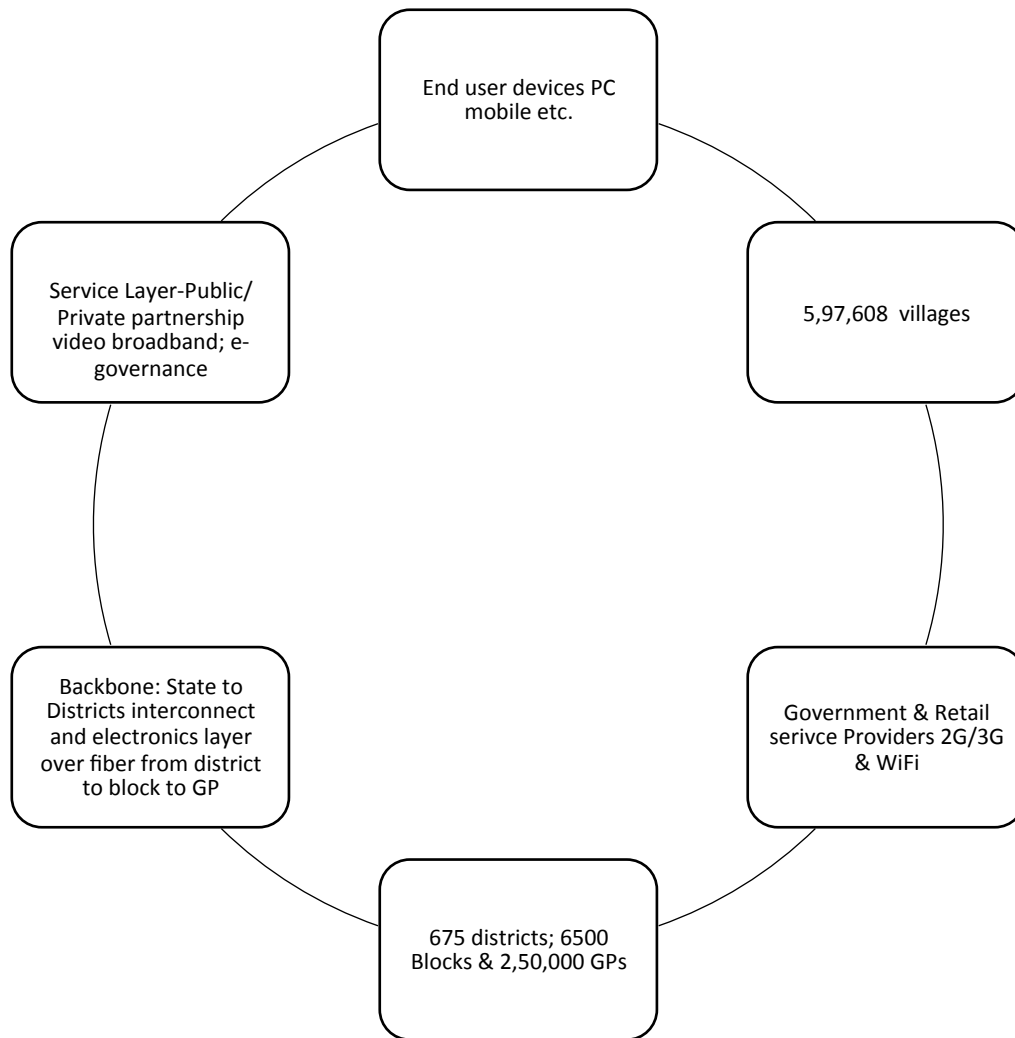 End user devices PC
mobile etc.
5,97,608 villages
Government & Retail
serivce Providers 2G/3G
& WiFi
675 districts; 6500
Blocks & 2,50,000 GPs
Backbone: State to
Districts interconnect
and electronics layer
over fiber from district
to block to GP
Service Layer-Public/
Private partnership
video broadband; e-
governance